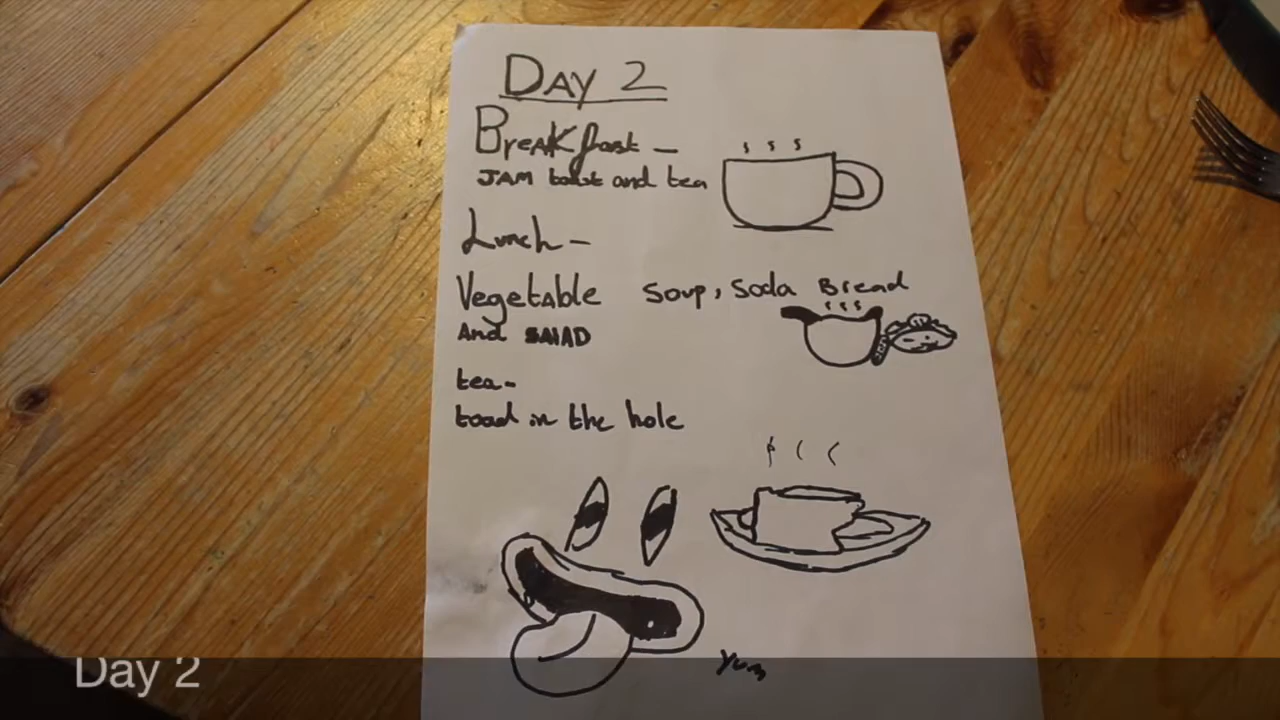 DAY 2
BreaKfast -
JAM toast and tea
Lunch -
Vegetable soup, Soda Bread
And SAlAD
tea-
toad in the hole
Yum
Day 2